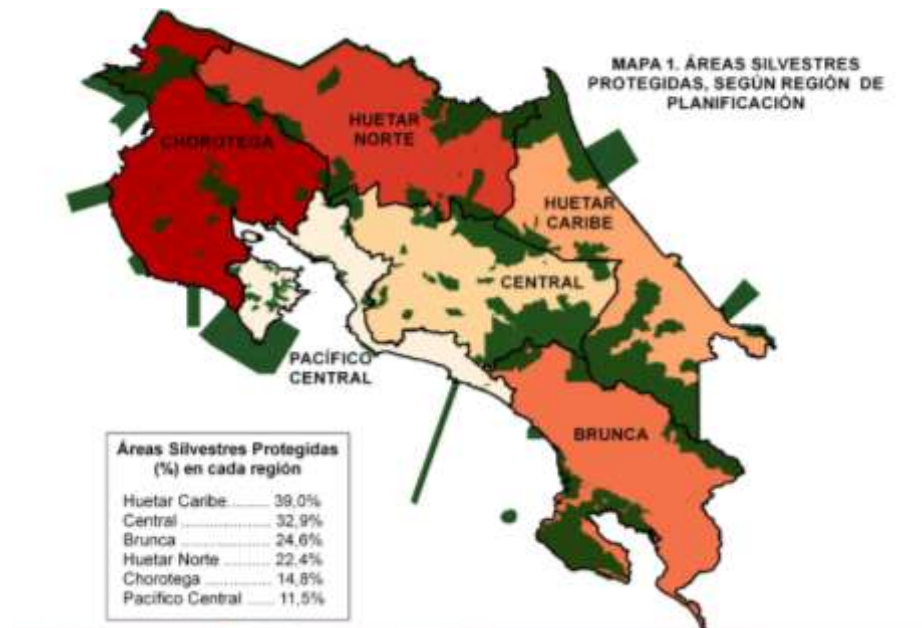 MAPA 1. ÁREAS SILVESTRES
PROTEGIDAS, SEGÚN REGIÓN DE
PLANIFICACIÓN
HUETAR
NORTE
CHOROTEGA
HUETAR
CARIBE
CENTRAL
PACÍFICO
CENTRAL
BRUNCA
Áreas Silvestres Protegidas
(%) en cada región
Huetar Caribe .......... 39,0%
Central ..................... 32,9%
Brunca ..................... 24,6%
Huetar Norte ............ 22,4%
Chorotega ................ 14,8%
Pacífico Central ...... 11,5%